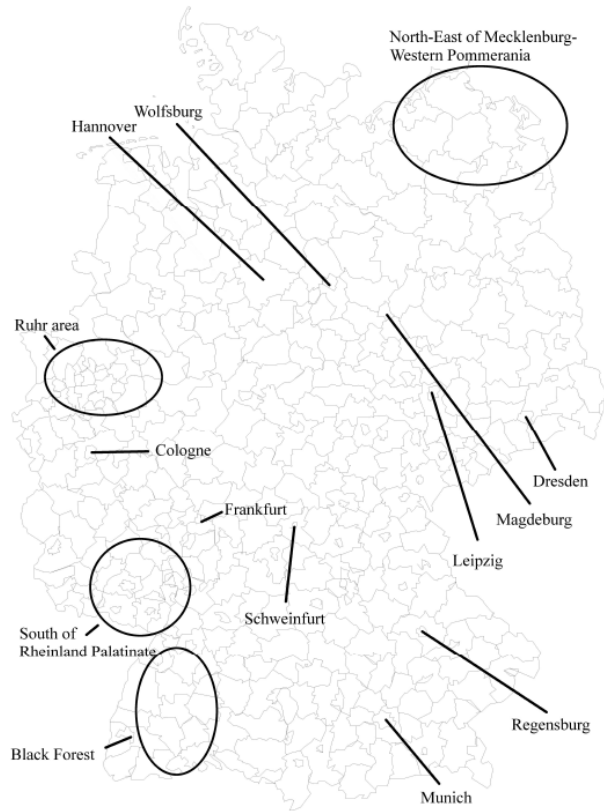 North-East of Mecklenburg-
Western Pommerania
Wolfsburg
Hannover
Ruhr area
Cologne
Dresden
Frankfurt
Magdeburg
Leipzig
Schweinfurt
South of
Rheinland Palatinate
Regensburg
Black Forest
Munich